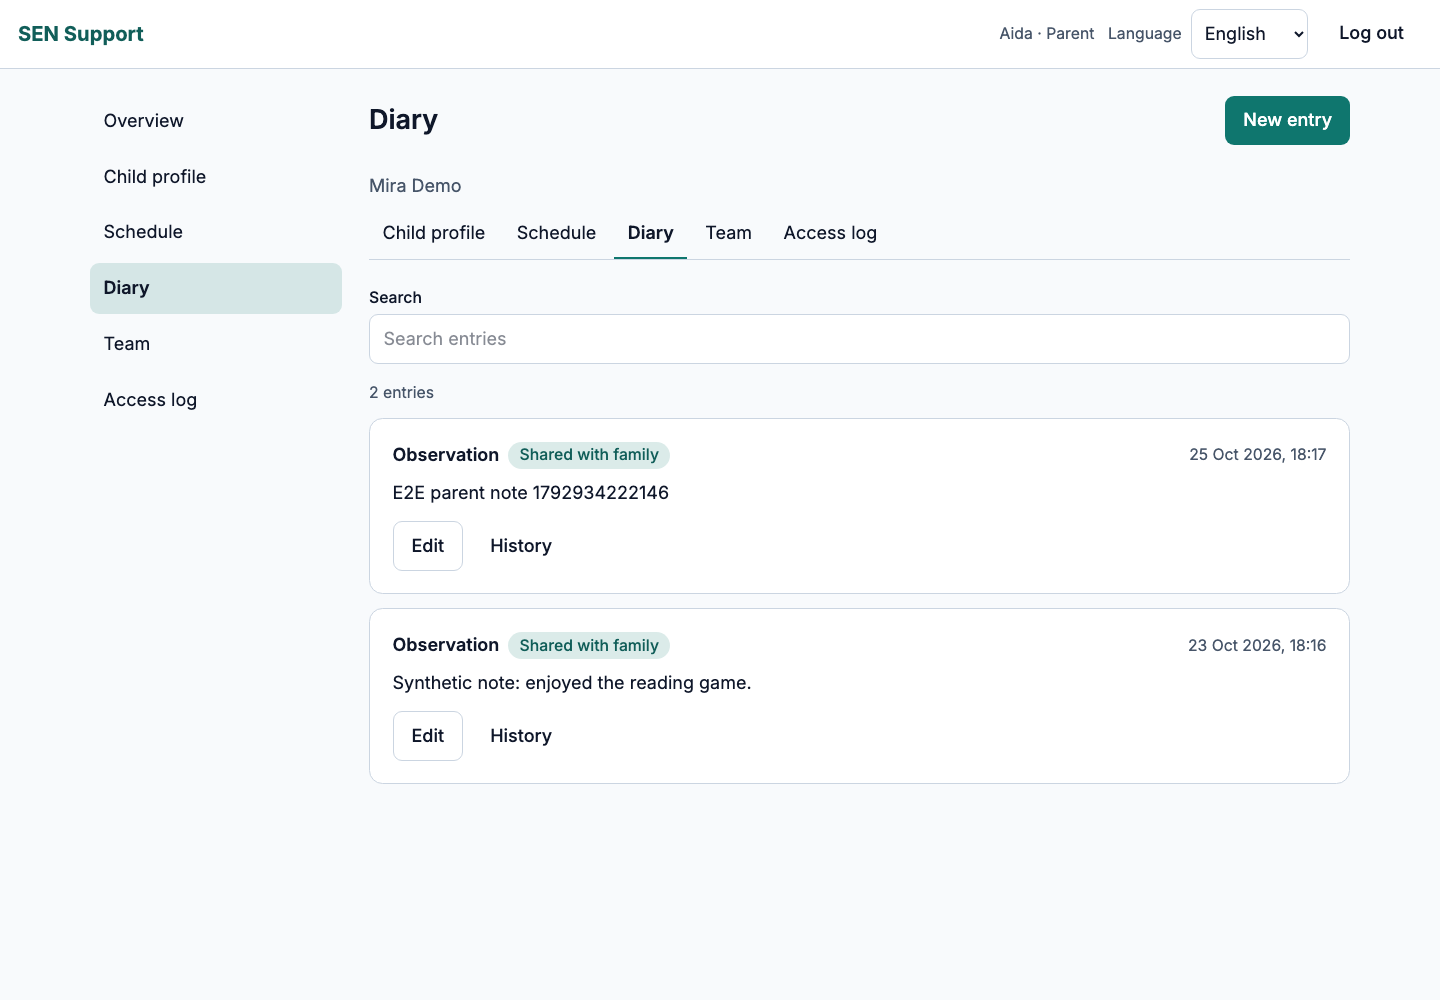 SEN Support
Aida · Parent Language English Log out
Overview
Child profile
Schedule
Diary
Team
Access log
Diary
New entry
Mira Demo
Child profile Schedule Diary Team Access log
Search
Search entries
2 entries
Observation Shared with family 25 Oct 2026, 18:17
E2E parent note 1792934222146
Edit History
Observation Shared with family 23 Oct 2026, 18:16
Synthetic note: enjoyed the reading game.
Edit History